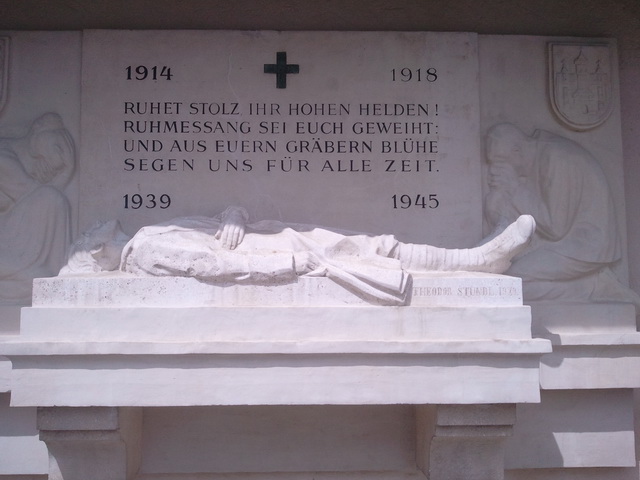 1914 1918
RUHET STOLZ IHR HOHEN HELDEN!
RUHMESSANG SEI EUCH GEWEIHT:
UND AUS EUERN GRÄBERN BLÜHE
SEGEN UNS FÜR ALLE ZEIT.
1939 1945
THEODOR